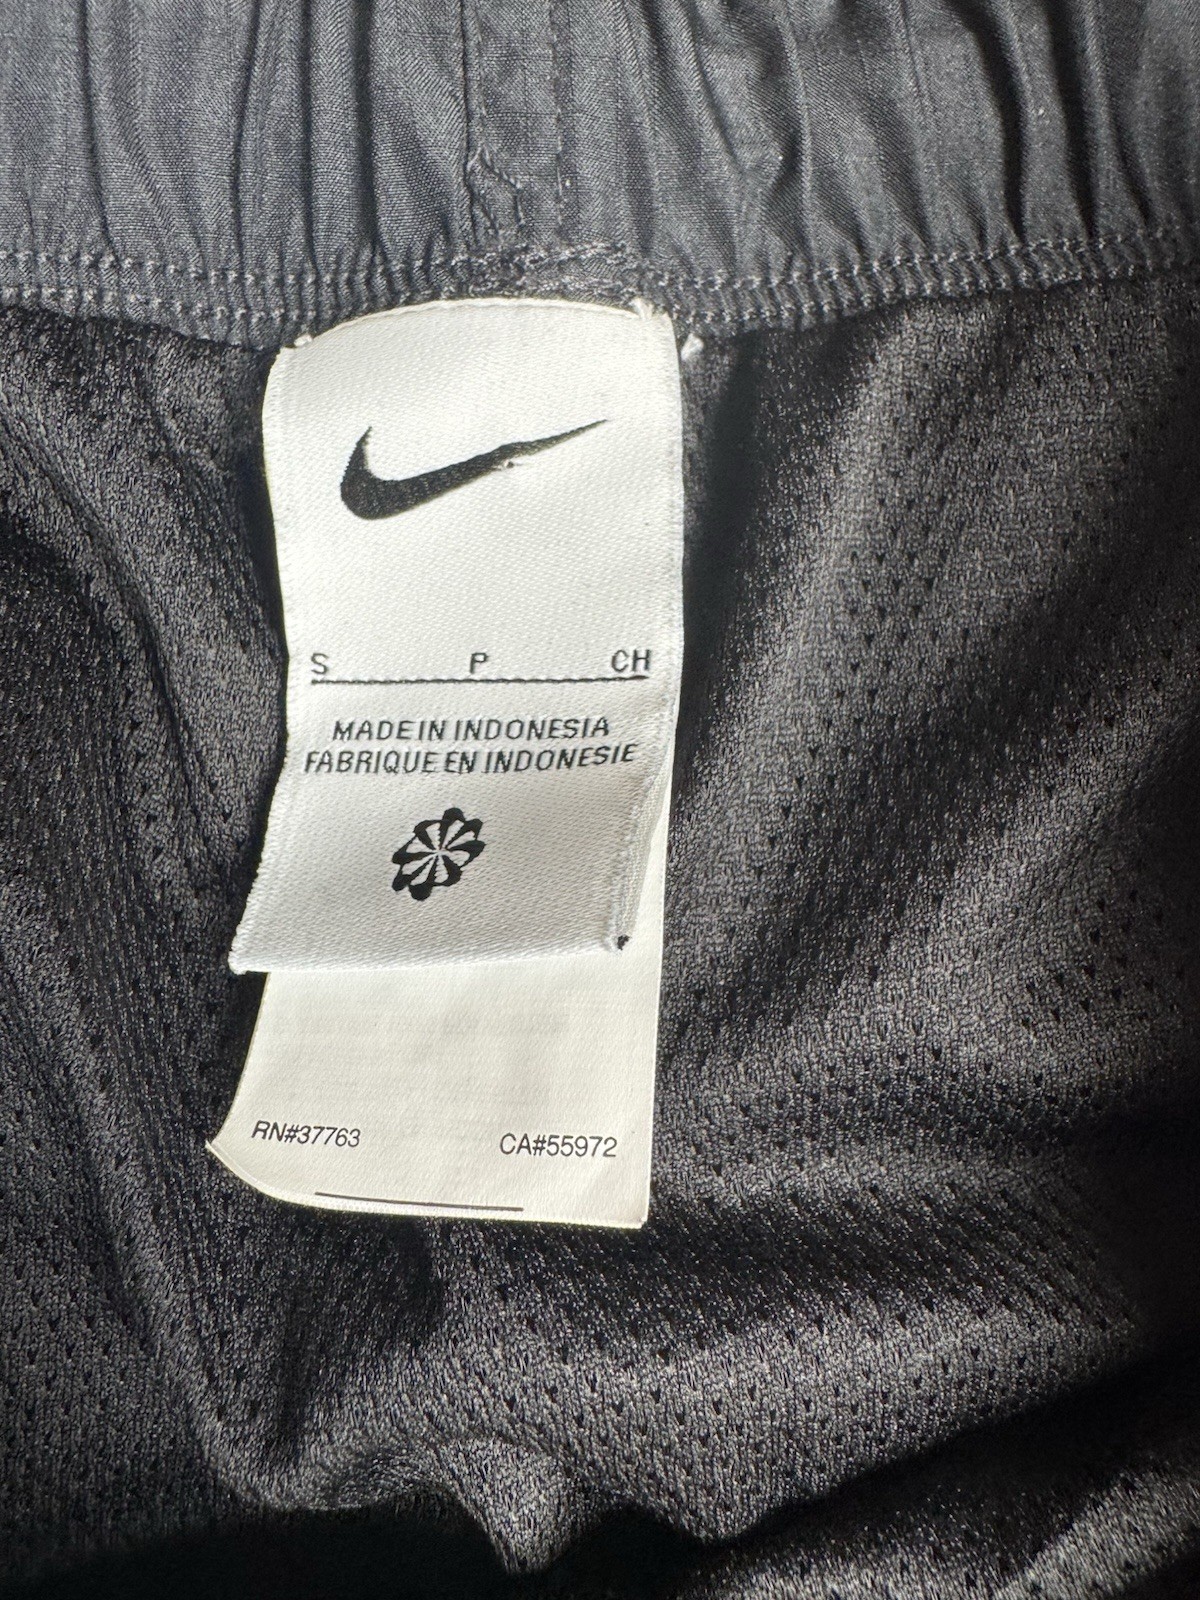 S P CH
MADE IN INDONESIA
FABRIQUE EN INDONESIE
RN#37763 CA#55972